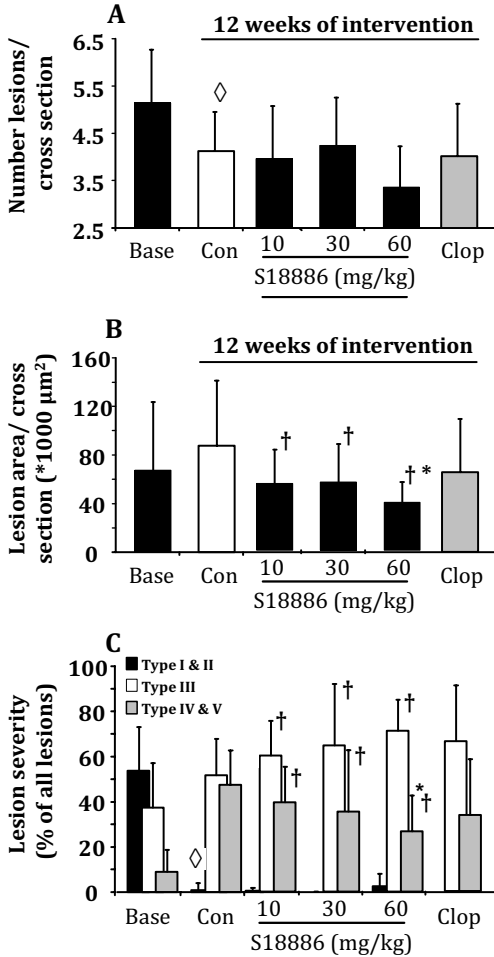 A
12 weeks of intervention
Number lesions/
cross section
6.5
5.5
4.5
3.5
2.5
◊
Base Con 10 30 60 Clop
S18886 (mg/kg)
B
12 weeks of intervention
Lesion area/ cross
section (*1000 µm²)
160
120
80
40
0
† † † *
Base Con 10 30 60 Clop
S18886 (mg/kg)
C
Lesion severity
(% of all lesions)
100
80
60
40
20
0
Type I & II
Type III
Type IV & V
◊ † † † † † * †
Base Con 10 30 60 Clop
S18886 (mg/kg)